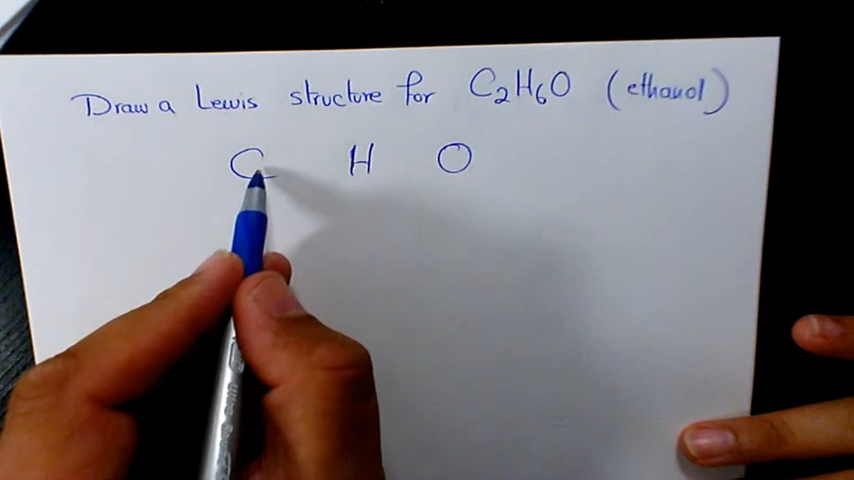 Draw a Lewis structure for C₂H₆O (ethanol)
C H O